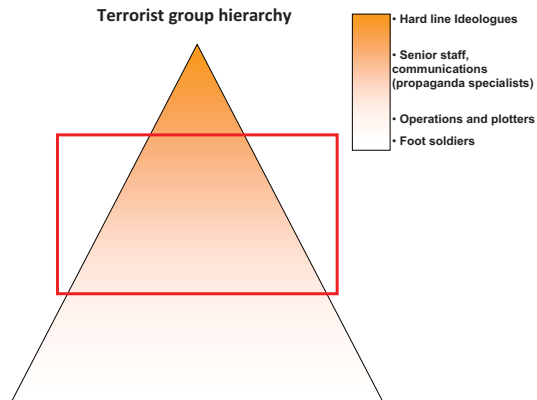 Terrorist group hierarchy
• Hard line Ideologues
• Senior staff,
communications
(propaganda specialists)
• Operations and plotters
• Foot soldiers